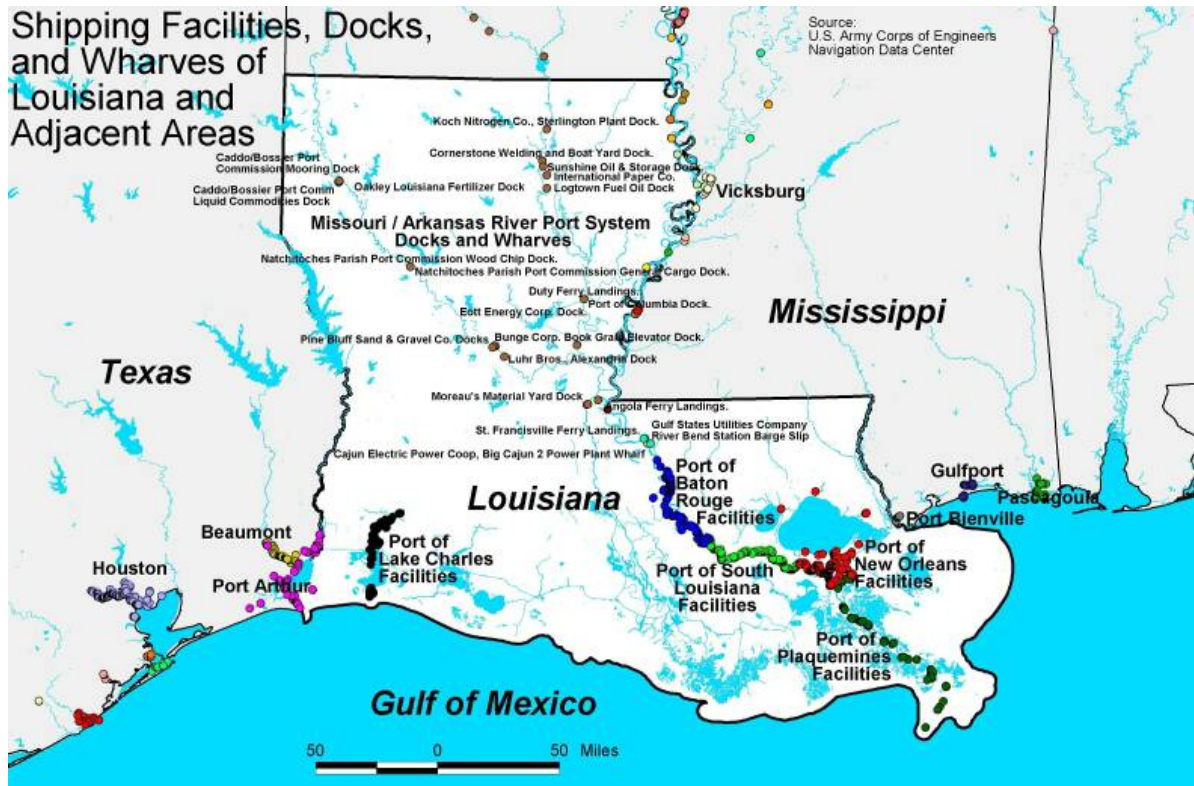 Shipping Facilities, Docks,
and Wharves of
Louisiana and
Adjacent Areas
Source:
U.S. Army Corps of Engineers
Navigation Data Center
Koch Nitrogen Co., Sterlington Plant Dock.
Cornerstone Welding and Boat Yard Dock.
Caddo/Bossier Port
Commission Mooring Dock
Sunshine Oil & Storage Dock
International Paper Co.
Caddo/Bossier Port Comm
Liquid Commodities Dock
Oakley Louisiana Fertilizer Dock
Logtown Fuel Oil Dock
Vicksburg
Missouri / Arkansas River Port System
Docks and Wharves
Natchitoches Parish Port Commission Wood Chip Dock.
Natchitoches Parish Port Commission General Cargo Dock.
Duty Ferry Landings.
Port of Columbia Dock.
Eott Energy Corp. Dock.
Mississippi
Pine Bluff Sand & Gravel Co. Docks
Bunge Corp. Book Grain Elevator Dock.
Luhr Bros., Alexandria Dock
Texas
Moreau's Material Yard Dock
Angola Ferry Landings.
St. Francisville Ferry Landings.
Gulf States Utilities Company
River Bend Station Barge Slip
Cajun Electric Power Coop, Big Cajun 2 Power Plant Wharf
Port of
Baton
Rouge
Facilities
Louisiana
Gulfport
Pascagoula
Port Bienville
Beaumont
Port of
Lake Charles
Facilities
Port of
New Orleans
Facilities
Houston
Port Arthur
Port of South
Louisiana
Facilities
Port of
Plaquemines
Facilities
Gulf of Mexico
50 0 50 Miles